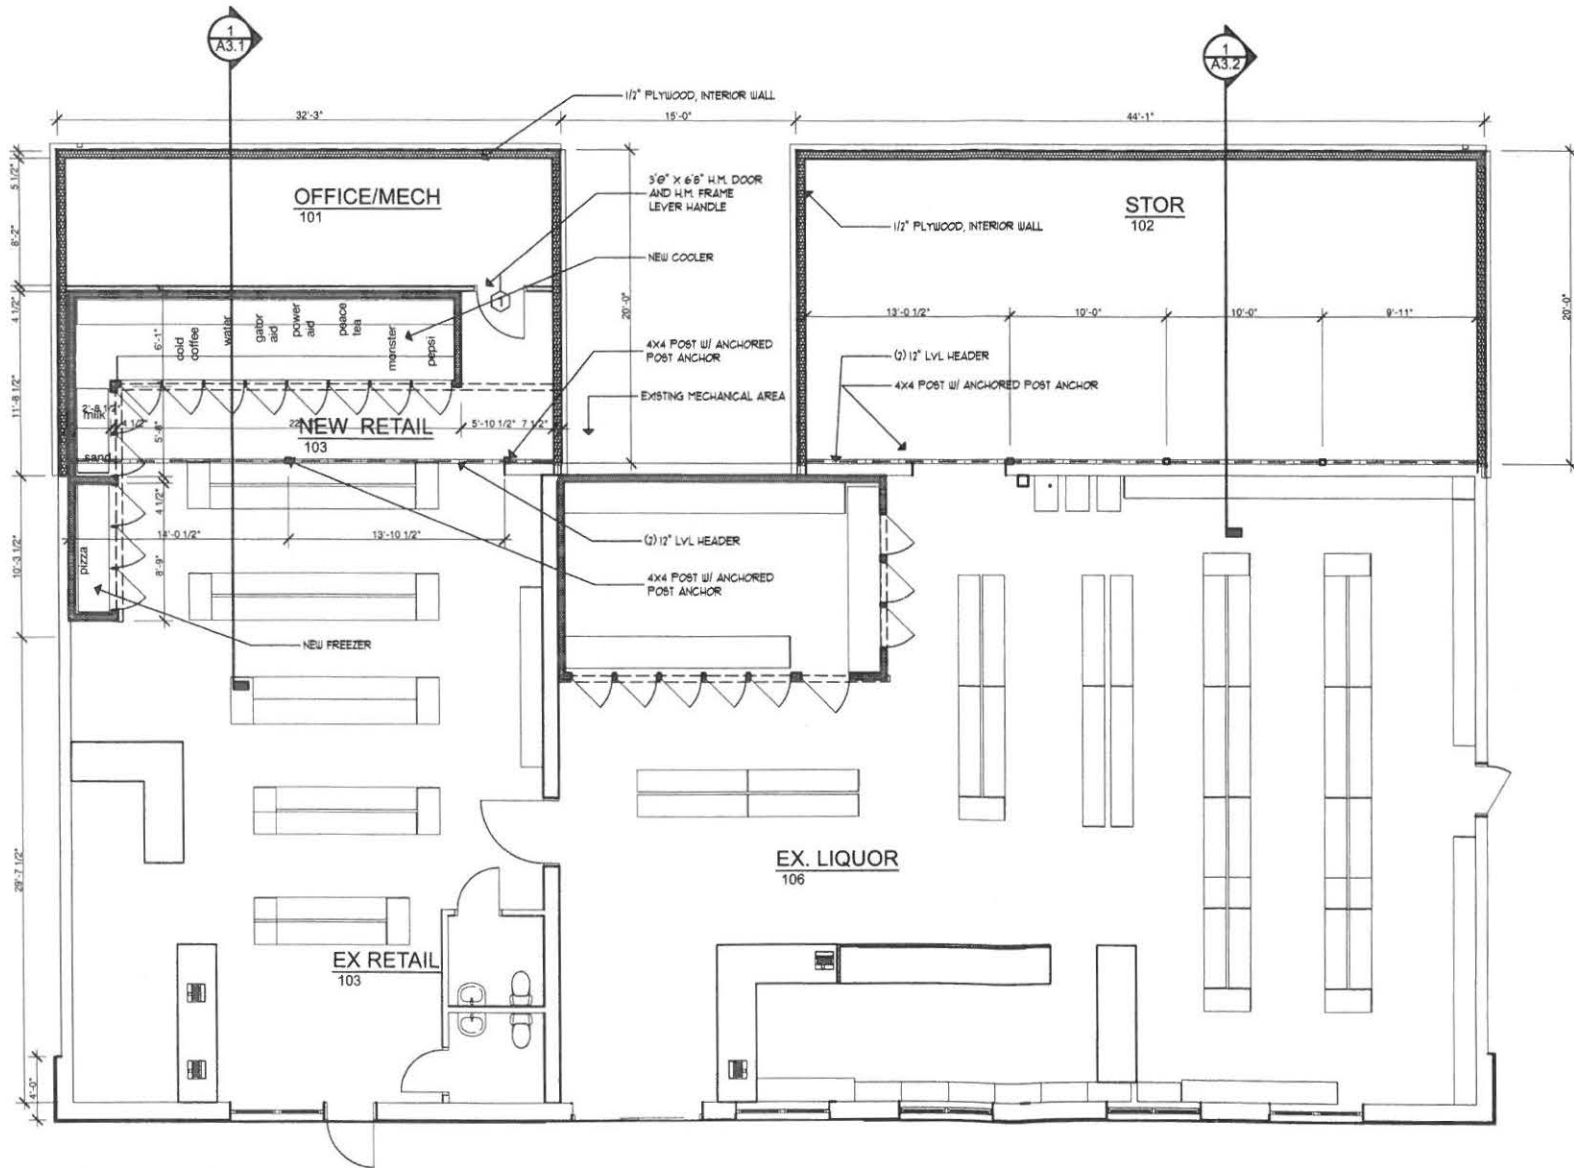 1
A3.1
1
A3.2
1/2" PLYWOOD, INTERIOR WALL
32'-3"
15'-0"
44'-1"
5 1/2"
OFFICE/MECH
101
3'0" X 6'8" H.M. DOOR
AND H.M. FRAME
LEVER HANDLE
STOR
102
1/2" PLYWOOD, INTERIOR WALL
NEW COOLER
4 1/2"
20'-0"
20'-0"
6'-1"
cold
coffee
water
gator
aid
power
aid
peace
tea
monster
pepsi
13'-0 1/2"
10'-0"
10'-0"
9'-11"
4X4 POST W/ ANCHORED
POST ANCHOR
(2) 12" LVL HEADER
4X4 POST W/ ANCHORED POST ANCHOR
EXISTING MECHANICAL AREA
11'-8 1/2"
milk
4 1/2"
5'-10 1/2"
7 1/2"
NEW RETAIL
103
sand
4 1/2"
14'-0 1/2"
13'-10 1/2"
(2) 12" LVL HEADER
10'-3 1/2"
pizza
8'-9"
4X4 POST W/ ANCHORED
POST ANCHOR
NEW FREEZER
29'-7 1/2"
EX. LIQUOR
106
EX RETAIL
103
4'-0"